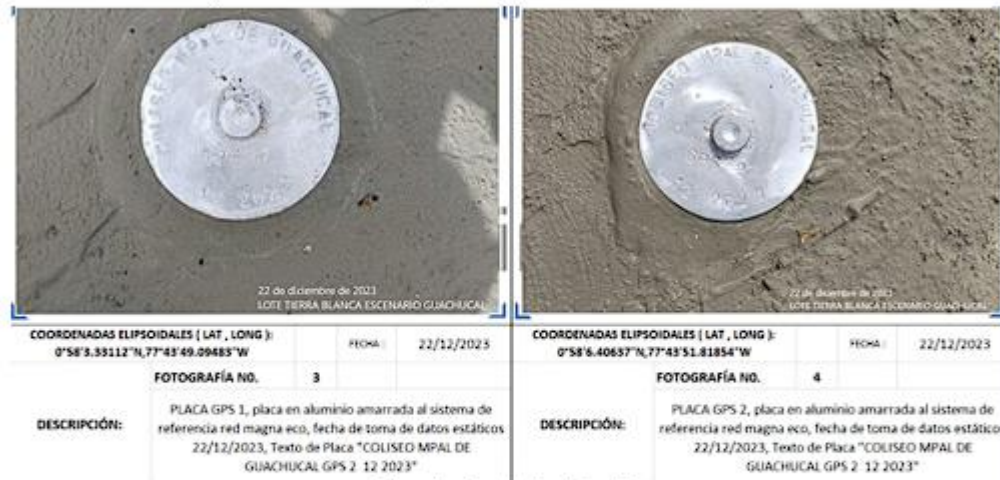 COLISEO MPAL DE GUACHUCAL
22 de diciembre de 2023
LOTE TIERRA BLANCA ESCENARIO GUACHUCAL
COORDENADAS ELIPSOIDALES ( LAT , LONG ):
0°58'3.33112"N,77°43'49.09483"W
FECHA :
22/12/2023
FOTOGRAFÍA N0.
3
DESCRIPCIÓN:
PLACA GPS 1, placa en aluminio amarrada al sistema de
referencia red magna eco, fecha de toma de datos estáticos
22/12/2023, Texto de Placa "COLISEO MPAL DE
GUACHUCAL GPS 2 12 2023"
COLISEO MPAL DE GUACHUCAL
22 de diciembre de 2023
LOTE TIERRA BLANCA ESCENARIO GUACHUCAL
COORDENADAS ELIPSOIDALES ( LAT , LONG ):
0°58'6.40637"N,77°43'51.81854"W
FECHA :
22/12/2023
FOTOGRAFÍA N0.
4
DESCRIPCIÓN:
PLACA GPS 2, placa en aluminio amarrada al sistema de
referencia red magna eco, fecha de toma de datos estático
22/12/2023, Texto de Placa "COLISEO MPAL DE
GUACHUCAL GPS 2 12 2023"